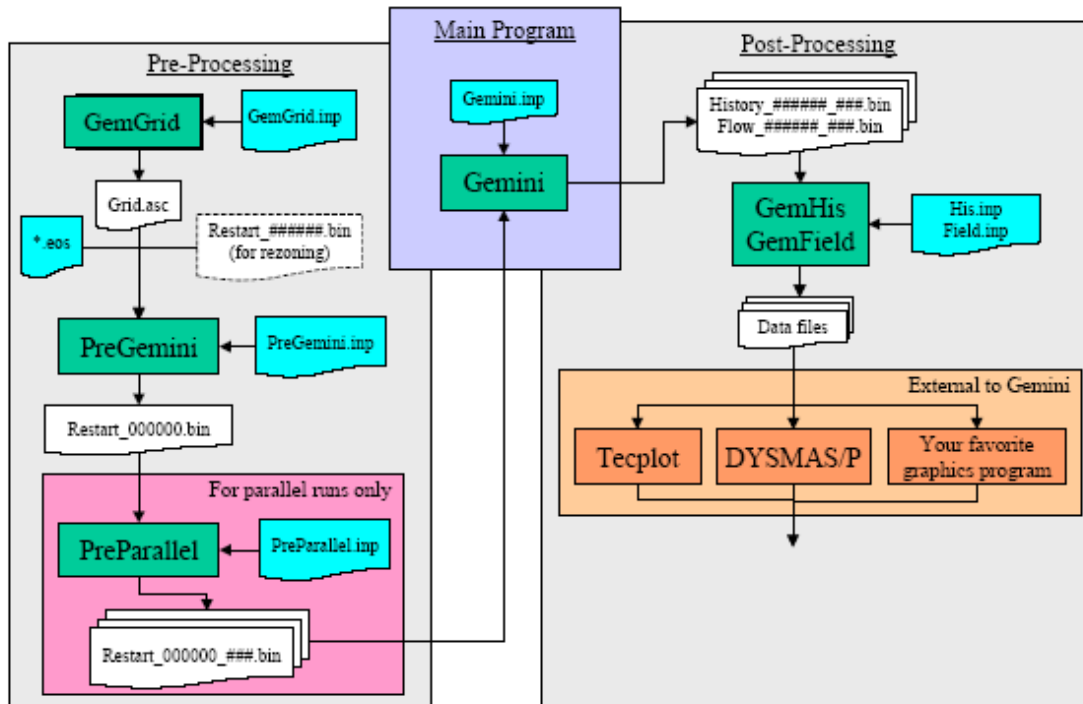 Pre-Processing
GemGrid
GemGrid.inp
Grid.asc
*.eos
Restart_######.bin
(for rezoning)
PreGemini
PreGemini.inp
Restart_000000.bin
For parallel runs only
PreParallel
PreParallel.inp
Restart_000000_###.bin
Main Program
Gemini.inp
Gemini
Post-Processing
History_######_###.bin
Flow_######_###.bin
GemHis
GemField
His.inp
Field.inp
Data files
External to Gemini
Tecplot
DYSMAS/P
Your favorite
graphics program